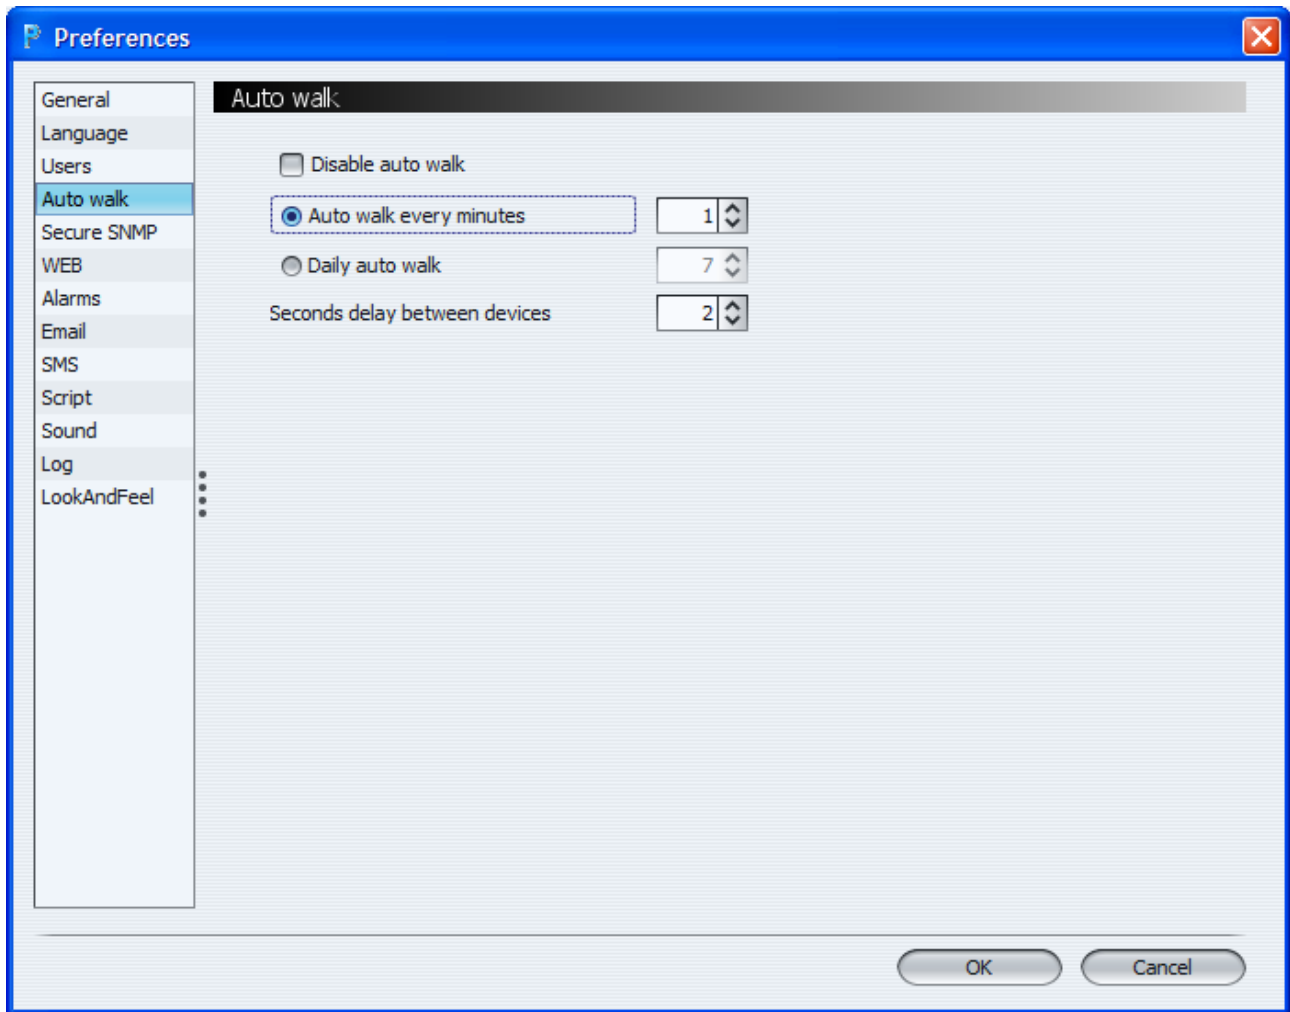 Preferences
General
Language
Users
Auto walk
Secure SNMP
WEB
Alarms
Email
SMS
Script
Sound
Log
LookAndFeel
Auto walk
Disable auto walk
Auto walk every minutes 1
Daily auto walk 7
Seconds delay between devices 2
OK Cancel